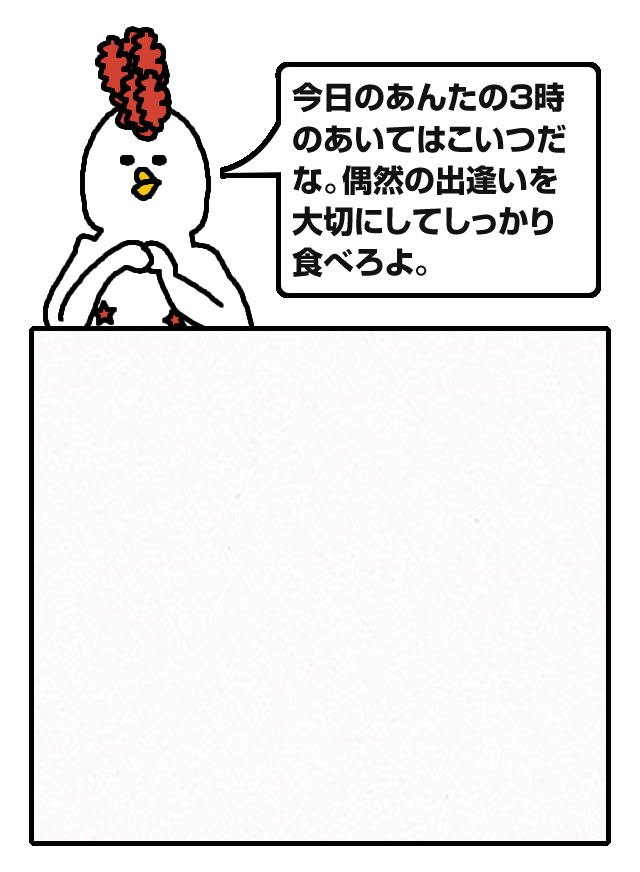 今日のあんたの3時
のあいてはこいつだ
な。偶然の出逢いを
大切にしてしっかり
食べろよ。